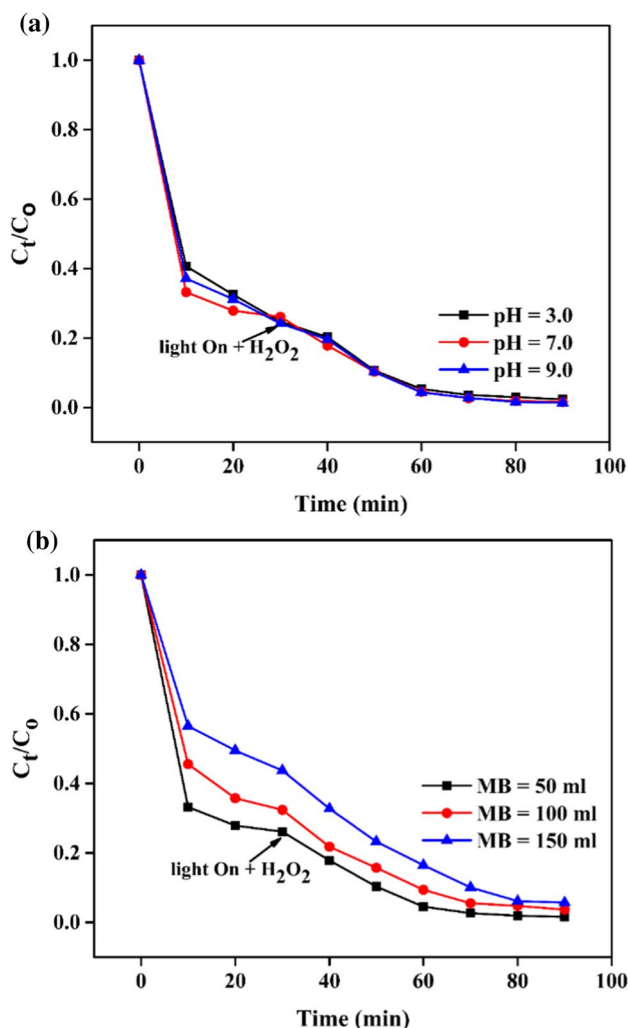 (a)
1.0
0.8
0.6
0.4
0.2
0.0
Cₜ/Cₒ
light On + H₂O₂
pH = 3.0
pH = 7.0
pH = 9.0
0 20 40 60 80 100
Time (min)
(b)
1.0
0.8
0.6
0.4
0.2
0.0
Cₜ/Cₒ
MB = 50 ml
MB = 100 ml
MB = 150 ml
light On + H₂O₂
0 20 40 60 80 100
Time (min)